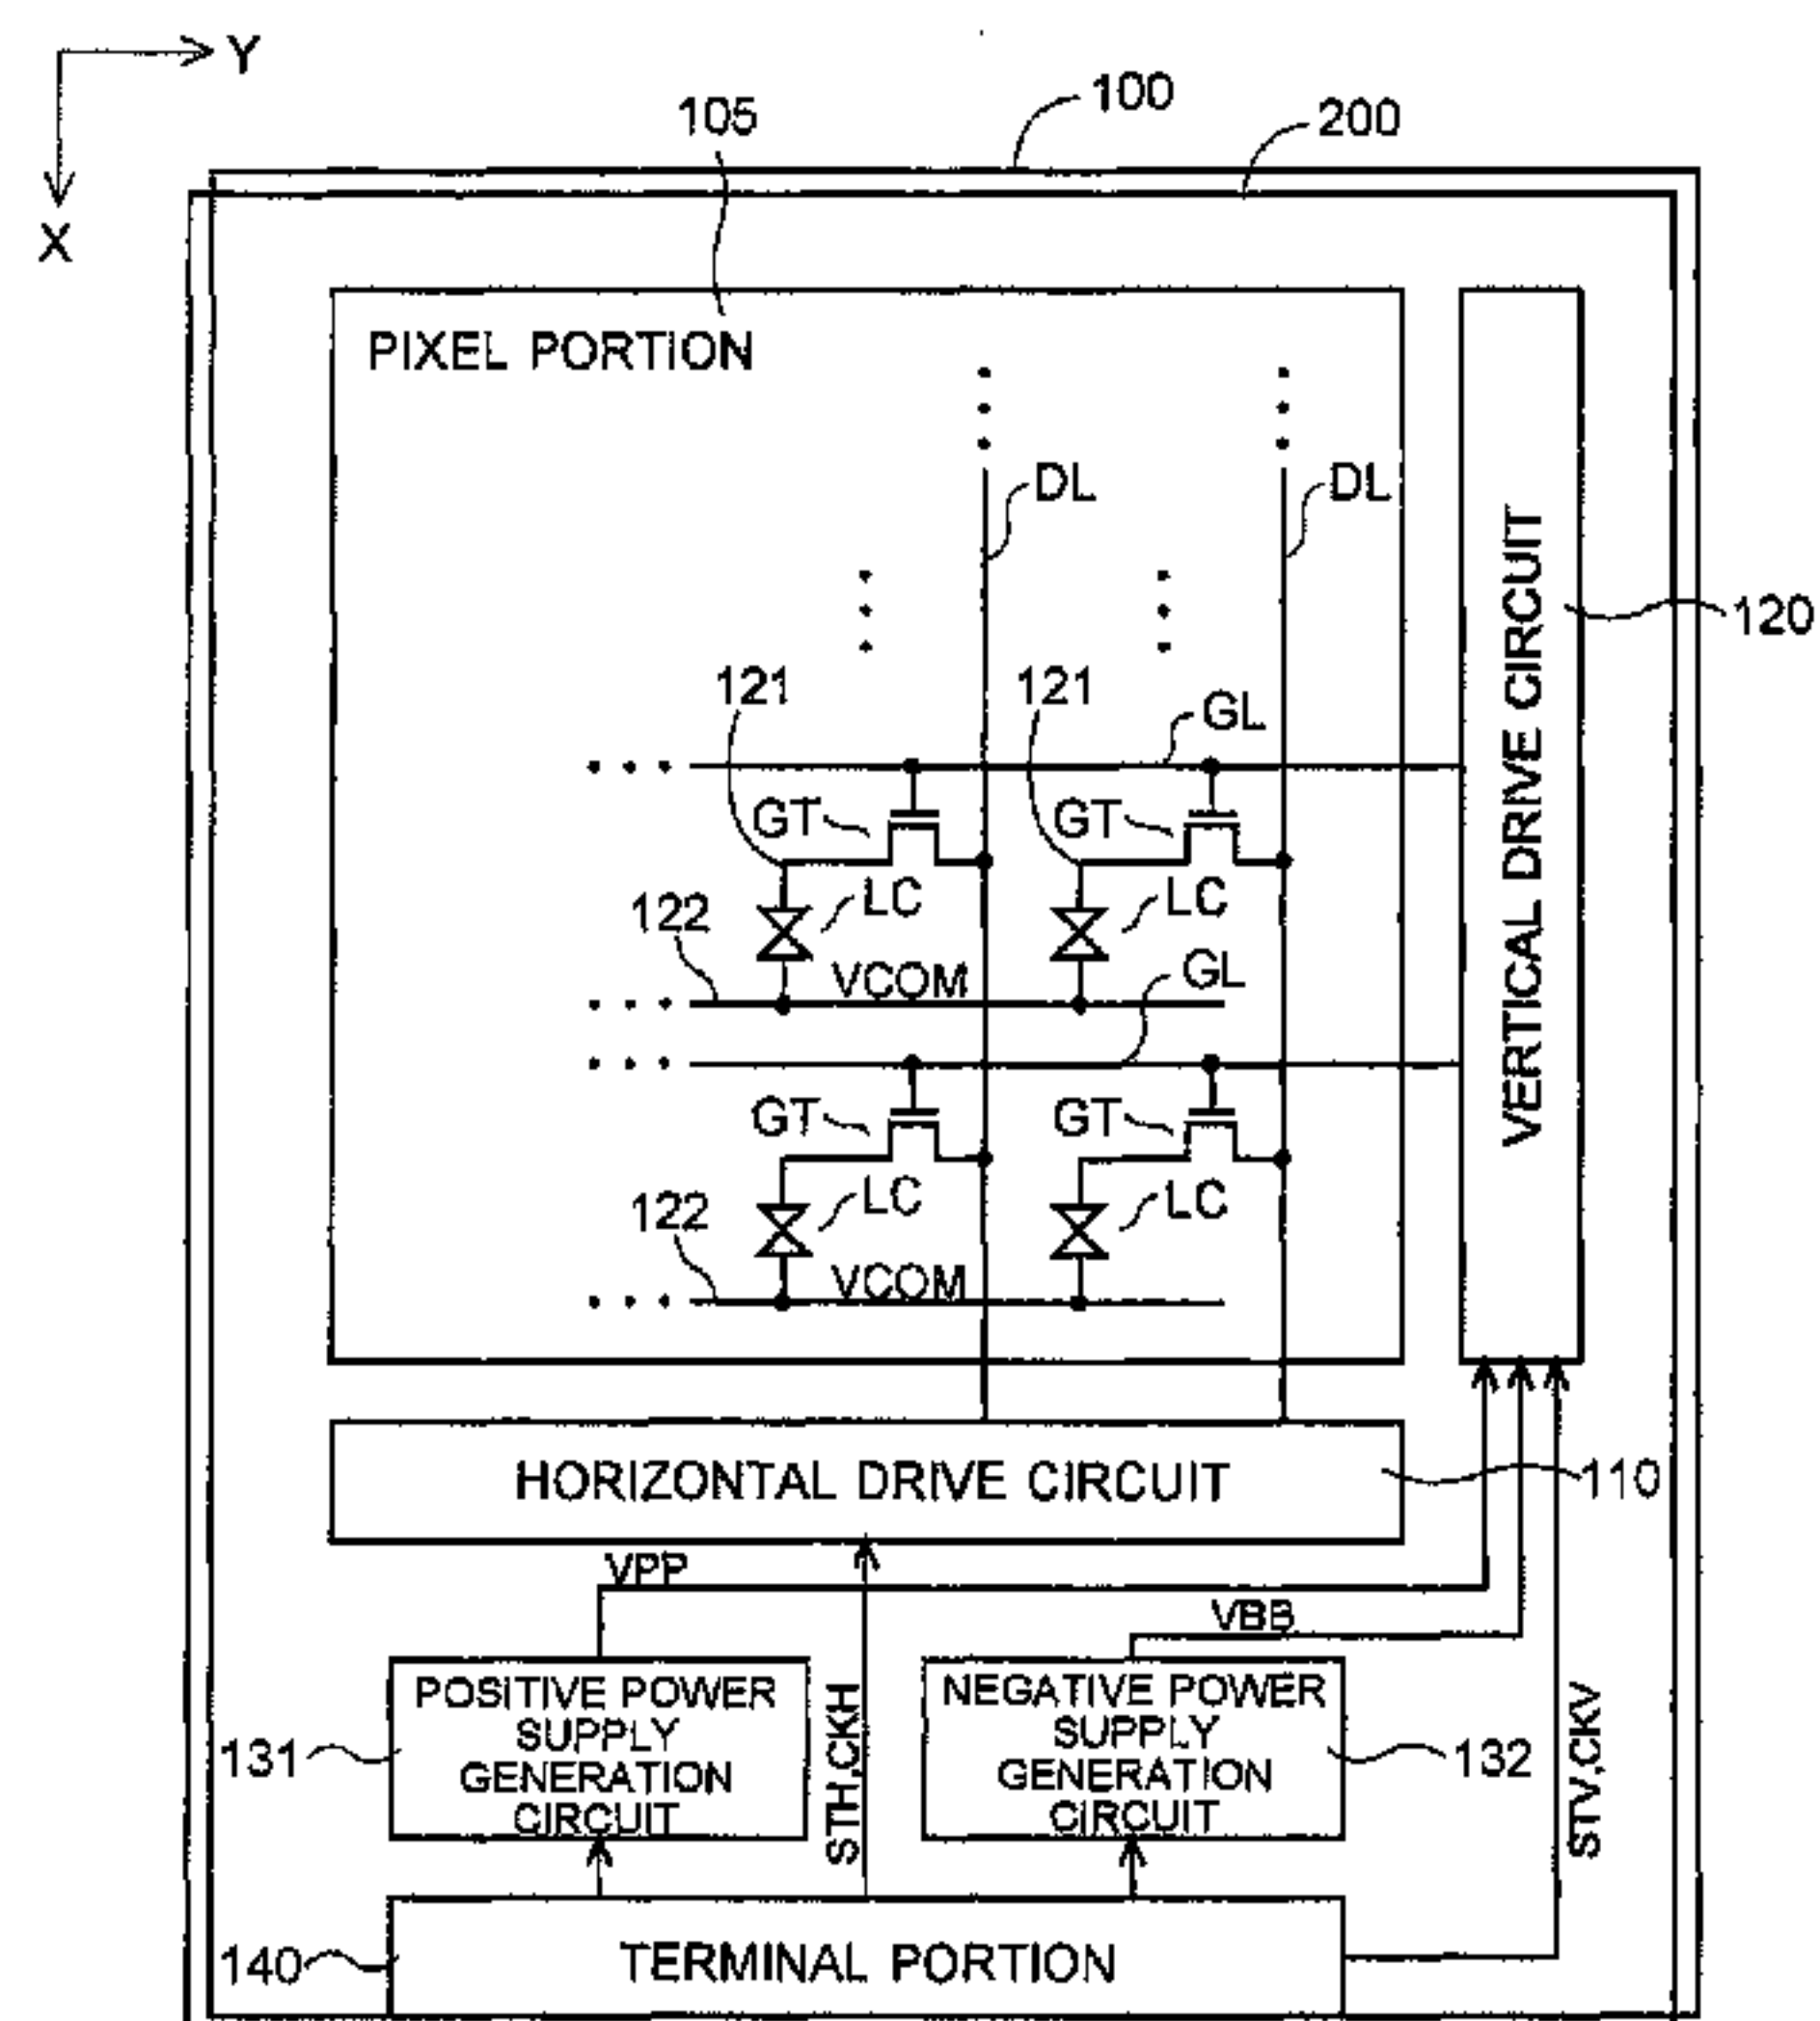 Y
X
100
200
105
PIXEL PORTION
DL
DL
VERTICAL DRIVE CIRCUIT
120
121
121
GL
GT
GT
LC
LC
122
VCOM
GL
GT
GT
LC
LC
122
VCOM
HORIZONTAL DRIVE CIRCUIT
110
VPP
VBB
POSITIVE POWER
SUPPLY
GENERATION
CIRCUIT
131
STH,CKH
NEGATIVE POWER
SUPPLY
GENERATION
CIRCUIT
132
STV,CKV
140
TERMINAL PORTION